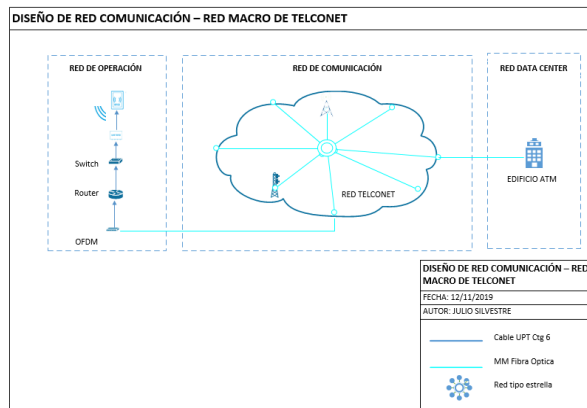 DISEÑO DE RED COMUNICACIÓN – RED MACRO DE TELCONET
RED DE OPERACIÓN
RED DE COMUNICACIÓN
RED DATA CENTER
Switch
Router
OFDM
RED TELCONET
EDIFICIO ATM
DISEÑO DE RED COMUNICACIÓN – RED
MACRO DE TELCONET
FECHA: 12/11/2019
AUTOR: JULIO SILVESTRE
Cable UPT Ctg 6
MM Fibra Optica
Red tipo estrella